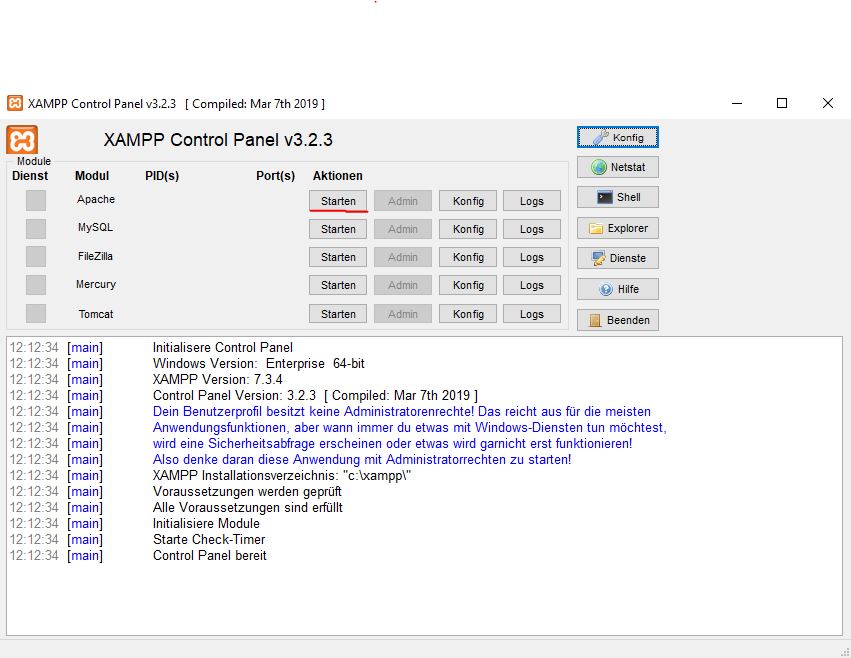 XAMPP Control Panel v3.2.3 [ Compiled: Mar 7th 2019 ]
XAMPP Control Panel v3.2.3
Konfig
Module
Dienst Modul PID(s) Port(s) Aktionen
Netstat
Apache Starten Admin Konfig Logs
Shell
MySQL Starten Admin Konfig Logs
Explorer
FileZilla Starten Admin Konfig Logs
Dienste
Mercury Starten Admin Konfig Logs
Hilfe
Tomcat Starten Admin Konfig Logs
Beenden
12:12:34 [main] Initialisere Control Panel
12:12:34 [main] Windows Version: Enterprise 64-bit
12:12:34 [main] XAMPP Version: 7.3.4
12:12:34 [main] Control Panel Version: 3.2.3 [ Compiled: Mar 7th 2019 ]
12:12:34 [main] Dein Benutzerprofil besitzt keine Administratorenrechte! Das reicht aus für die meisten
12:12:34 [main] Anwendungsfunktionen, aber wann immer du etwas mit Windows-Diensten tun möchtest,
12:12:34 [main] wird eine Sicherheitsabfrage erscheinen oder etwas wird garnicht erst funktionieren!
12:12:34 [main] Also denke daran diese Anwendung mit Administratorrechten zu starten!
12:12:34 [main] XAMPP Installationsverzeichnis: "c:\xampp\"
12:12:34 [main] Voraussetzungen werden geprüft
12:12:34 [main] Alle Voraussetzungen sind erfüllt
12:12:34 [main] Initialisiere Module
12:12:34 [main] Starte Check-Timer
12:12:34 [main] Control Panel bereit